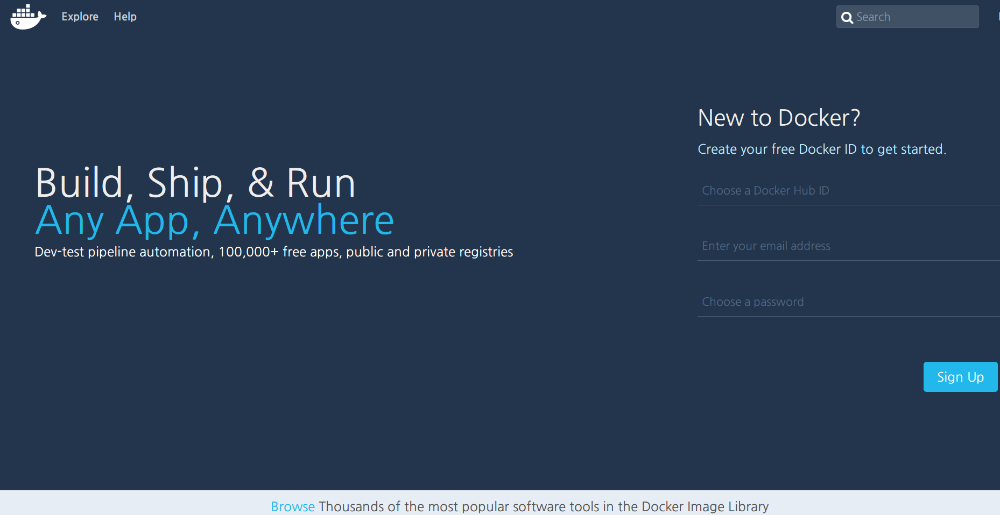 Explore Help
Search
New to Docker?
Create your free Docker ID to get started.
Build, Ship, & Run
Any App, Anywhere
Dev-test pipeline automation, 100,000+ free apps, public and private registries
Choose a Docker Hub ID
Enter your email address
Choose a password
Sign Up
Browse Thousands of the most popular software tools in the Docker Image Library